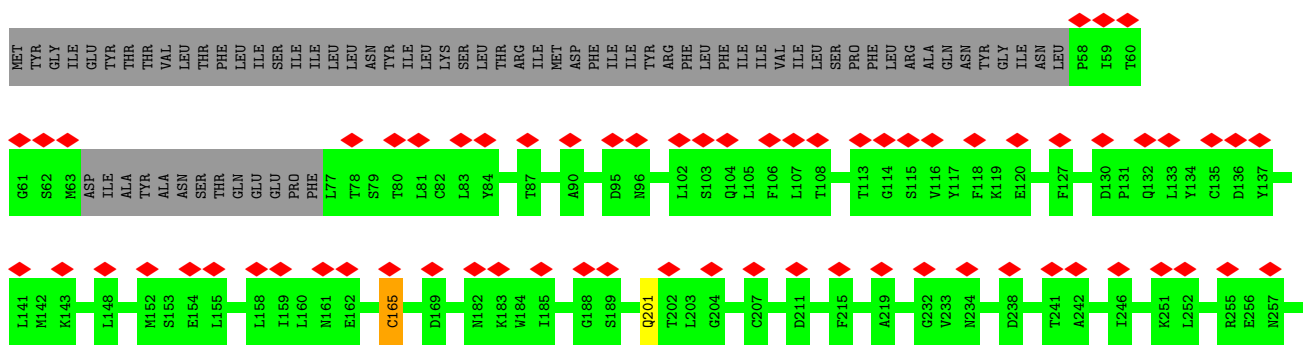 MET TYR GLY ILE GLU TYR THR THR VAL LEU THR PHE LEU ILE SER ILE ILE LEU LEU ASN TYR ILE LEU LYS SER LEU THR ARG ILE MET ASP PHE ILE ILE TYR ARG PHE LEU PHE ILE ILE VAL ILE LEU SER PRO PHE LEU ARG ALA GLN ASN TYR GLY ILE ASN LEU P58 I59 T60
G61 S62 M63 ASP ILE ALA TYR ALA ASN SER THR GLN GLU GLU PRO PHE L77 T78 S79 T80 L81 C82 L83 Y84 T87 A90 D95 N96 L102 S103 Q104 L105 F106 L107 T108 T113 G114 S115 V116 Y117 F118 K119 E120 F127 D130 P131 Q132 L133 Y134 C135 D136 Y137
L141 M142 K143 L148 M152 S153 E154 L155 L158 I159 L160 N161 E162 C165 D169 N182 K183 W184 I185 G188 S189 Q201 T202 L203 G204 C207 D211 F215 A219 G232 V233 N234 D238 T241 A242 I246 K251 L252 R255 E256 N257